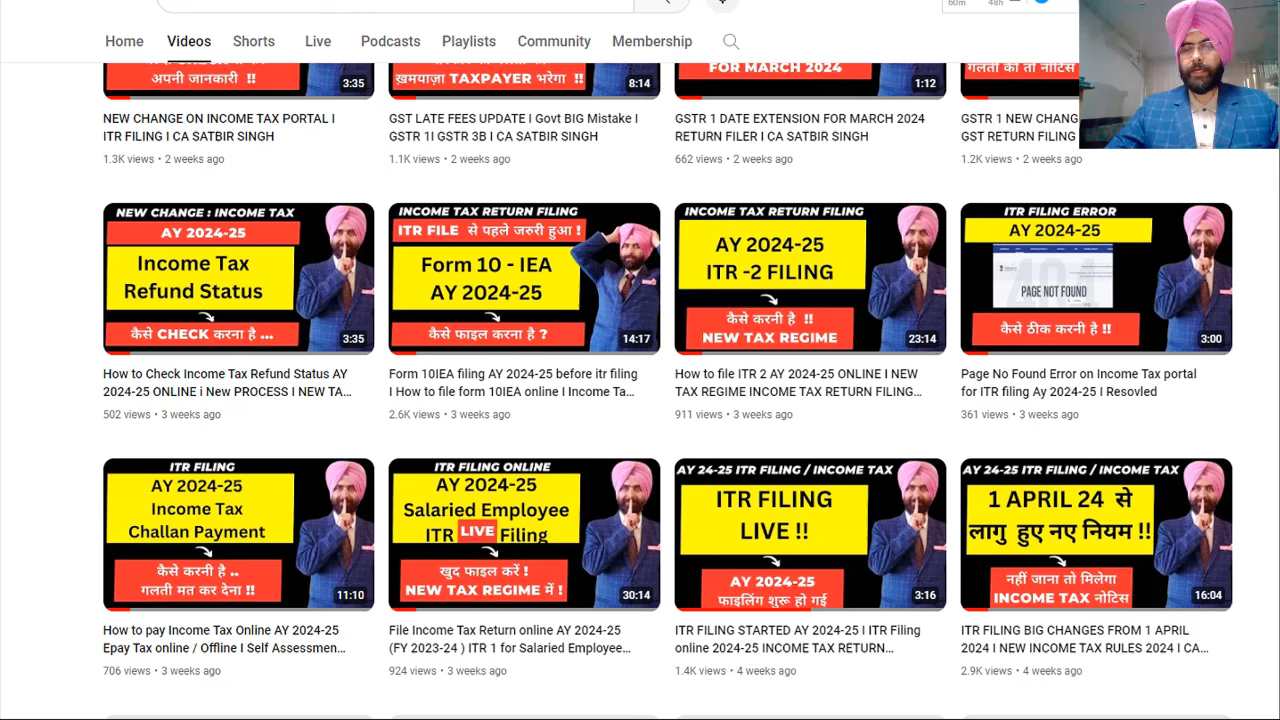 60m 48h
Home Videos Shorts Live Podcasts Playlists Community Membership
अपनी जानकारी !!
3:35
ख़मयाज़ा TAXPAYER भरेगा !!
8:14
FOR MARCH 2024
1:12
गलती की तो नोटिस
NEW CHANGE ON INCOME TAX PORTAL I
ITR FILING I CA SATBIR SINGH
1.3K views • 2 weeks ago
GST LATE FEES UPDATE I Govt BIG Mistake I
GSTR 1I GSTR 3B I CA SATBIR SINGH
1.1K views • 2 weeks ago
GSTR 1 DATE EXTENSION FOR MARCH 2024
RETURN FILER I CA SATBIR SINGH
662 views • 2 weeks ago
GSTR 1 NEW CHANG
GST RETURN FILING
1.2K views • 2 weeks ago
NEW CHANGE : INCOME TAX
AY 2024-25
Income Tax
Refund Status
कैसे CHECK करना है ...
3:35
INCOME TAX RETURN FILING
ITR FILE से पहले जरुरी हुआ !
Form 10 - IEA
AY 2024-25
कैसे फाइल करना है ?
14:17
INCOME TAX RETURN FILING
AY 2024-25
ITR -2 FILING
कैसे करनी है !!
NEW TAX REGIME
23:14
ITR FILING ERROR
AY 2024-25
404
PAGE NOT FOUND
कैसे ठीक करनी है !!
3:00
How to Check Income Tax Refund Status AY
2024-25 ONLINE i New PROCESS I NEW TA...
502 views • 3 weeks ago
Form 10IEA filing AY 2024-25 before itr filing
I How to file form 10IEA online I Income Ta...
2.6K views • 3 weeks ago
How to file ITR 2 AY 2024-25 ONLINE I NEW
TAX REGIME INCOME TAX RETURN FILING...
911 views • 3 weeks ago
Page No Found Error on Income Tax portal
for ITR filing Ay 2024-25 I Resovled
361 views • 3 weeks ago
ITR FILING
AY 2024-25
Income Tax
Challan Payment
कैसे करनी है ..
गलती मत कर देना !!
11:10
ITR FILING ONLINE
AY 2024-25
Salaried Employee
ITR LIVE Filing
खुद फाइल करें !
NEW TAX REGIME में !
30:14
AY 24-25 ITR FILING / INCOME TAX
ITR FILING
LIVE !!
AY 2024-25
फाइलिंग शुरू हो गई
3:16
AY 24-25 ITR FILING / INCOME TAX
1 APRIL 24 से
लागु हुए नए नियम !!
नहीं जाना तो मिलेगा
INCOME TAX नोटिस
16:04
How to pay Income Tax Online AY 2024-25
Epay Tax online / Offline I Self Assessmen...
706 views • 3 weeks ago
File Income Tax Return online AY 2024-25
(FY 2023-24 ) ITR 1 for Salaried Employee...
924 views • 3 weeks ago
ITR FILING STARTED AY 2024-25 I ITR Filing
online 2024-25 INCOME TAX RETURN...
1.4K views • 4 weeks ago
ITR FILING BIG CHANGES FROM 1 APRIL
2024 I NEW INCOME TAX RULES 2024 I CA...
2.9K views • 4 weeks ago